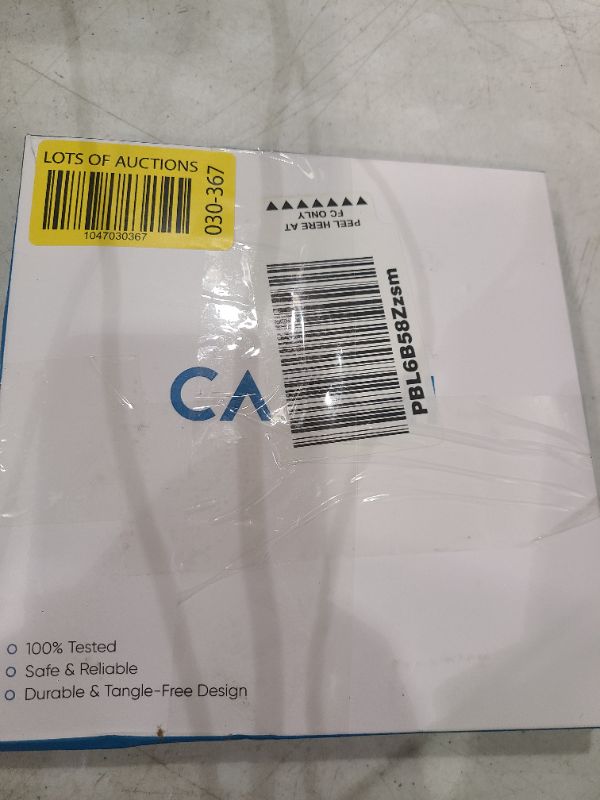 LOTS OF AUCTIONS
1047030367
030-367
PEEL HERE AT
FC ONLY
PBL6B58Zzsm
CA
100% Tested
Safe & Reliable
Durable & Tangle-Free Design